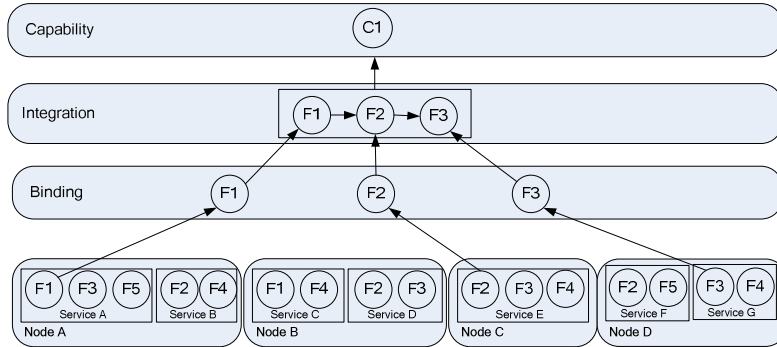 Capability
C1
Integration
F1 F2 F3
Binding
F1 F2 F3
F1 F3 F5 F2 F4 F1 F4 F2 F3 F2 F3 F4 F2 F5 F3 F4
Service A Service B Service C Service D Service E Service F Service G
Node A Node B Node C Node D